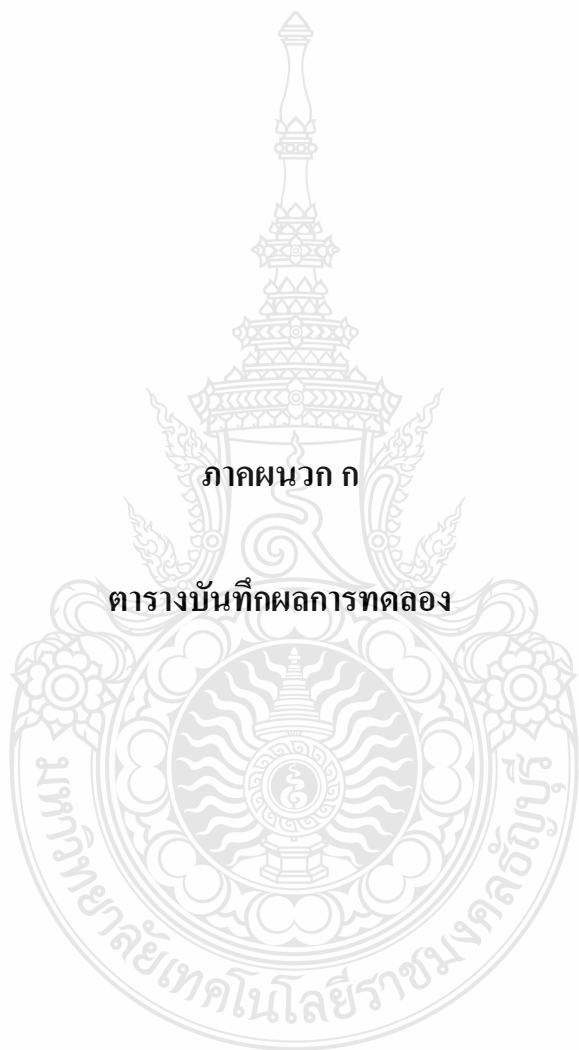 ภาคผนวก ก
ตารางบันทึกผลการทดลอง
มหาวิทยาลัยเทคโนโลยีราชมงคลธัญบุรี